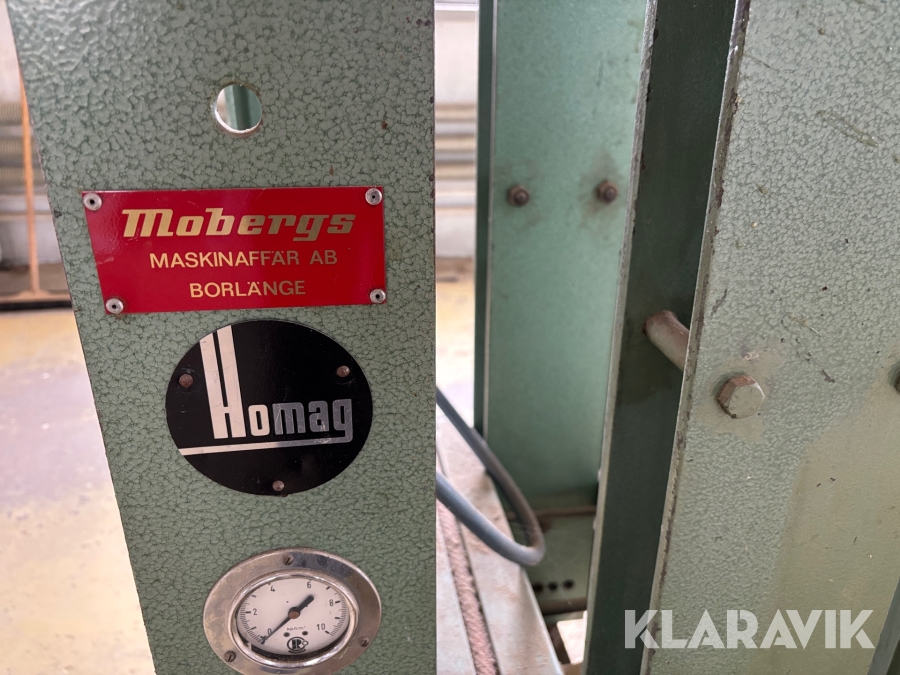 Mobergs
MASKINAFFÄR AB
BORLÄNGE
Homag
4 6
2 8
0 10
KLARAVIK